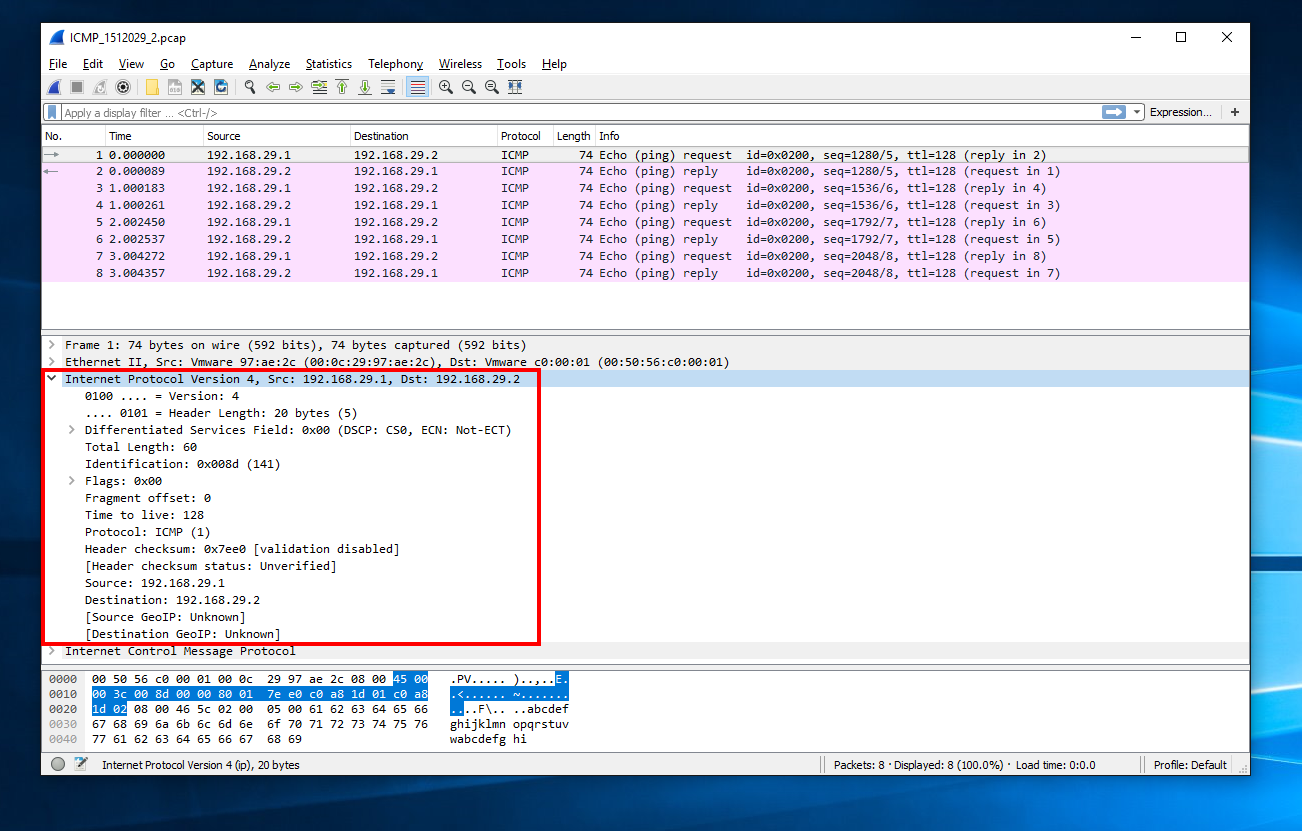 ICMP_1512029_2.pcap
File Edit View Go Capture Analyze Statistics Telephony Wireless Tools Help
Apply a display filter ... <Ctrl-/> Expression... +
No. Time Source Destination Protocol Length Info
1 0.000000 192.168.29.1 192.168.29.2 ICMP 74 Echo (ping) request id=0x0200, seq=1280/5, ttl=128 (reply in 2)
2 0.000089 192.168.29.2 192.168.29.1 ICMP 74 Echo (ping) reply id=0x0200, seq=1280/5, ttl=128 (request in 1)
3 1.000183 192.168.29.1 192.168.29.2 ICMP 74 Echo (ping) request id=0x0200, seq=1536/6, ttl=128 (reply in 4)
4 1.000261 192.168.29.2 192.168.29.1 ICMP 74 Echo (ping) reply id=0x0200, seq=1536/6, ttl=128 (request in 3)
5 2.002450 192.168.29.1 192.168.29.2 ICMP 74 Echo (ping) request id=0x0200, seq=1792/7, ttl=128 (reply in 6)
6 2.002537 192.168.29.2 192.168.29.1 ICMP 74 Echo (ping) reply id=0x0200, seq=1792/7, ttl=128 (request in 5)
7 3.004272 192.168.29.1 192.168.29.2 ICMP 74 Echo (ping) request id=0x0200, seq=2048/8, ttl=128 (reply in 8)
8 3.004357 192.168.29.2 192.168.29.1 ICMP 74 Echo (ping) reply id=0x0200, seq=2048/8, ttl=128 (request in 7)
Frame 1: 74 bytes on wire (592 bits), 74 bytes captured (592 bits)
Ethernet II, Src: Vmware_97:ae:2c (00:0c:29:97:ae:2c), Dst: Vmware_c0:00:01 (00:50:56:c0:00:01)
Internet Protocol Version 4, Src: 192.168.29.1, Dst: 192.168.29.2
0100 .... = Version: 4
.... 0101 = Header Length: 20 bytes (5)
Differentiated Services Field: 0x00 (DSCP: CS0, ECN: Not-ECT)
Total Length: 60
Identification: 0x008d (141)
Flags: 0x00
Fragment offset: 0
Time to live: 128
Protocol: ICMP (1)
Header checksum: 0x7ee0 [validation disabled]
[Header checksum status: Unverified]
Source: 192.168.29.1
Destination: 192.168.29.2
[Source GeoIP: Unknown]
[Destination GeoIP: Unknown]
Internet Control Message Protocol
0000 00 50 56 c0 00 01 00 0c 29 97 ae 2c 08 00 45 00 .PV..... )..,..E.
0010 00 3c 00 8d 00 00 80 01 7e e0 c0 a8 1d 01 c0 a8 .<...... ~.......
0020 1d 02 08 00 46 5c 02 00 05 00 61 62 63 64 65 66 ....F\.. ..abcdef
0030 67 68 69 6a 6b 6c 6d 6e 6f 70 71 72 73 74 75 76 ghijklmn opqrstuv
0040 77 61 62 63 64 65 66 67 68 69 wabcdefg hi
Internet Protocol Version 4 (ip), 20 bytes Packets: 8 · Displayed: 8 (100.0%) · Load time: 0:0.0 Profile: Default